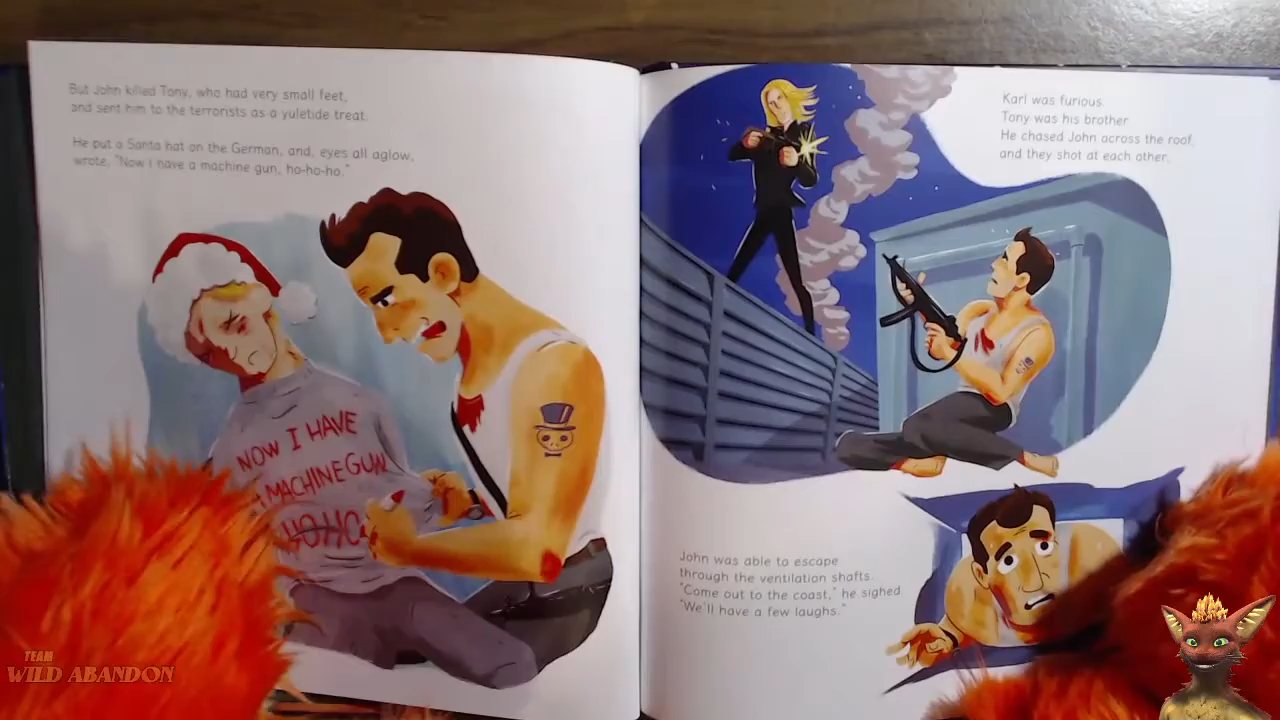 But John killed Tony, who had very small feet,
and sent him to the terrorists as a yuletide treat.
He put a Santa hat on the German, and, eyes all aglow,
wrote, "Now i have a machine gun, ho-ho-ho."
NOW I HAVE
A MACHINE GUN
HO HO
Karl was furious.
Tony was his brother
He chased John across the roof,
and they shot at each other.
John was able to escape
through the ventilation shafts.
"Come out to the coast," he sighed
"We'll have a few laughs."
TEAM
WILD ABANDON